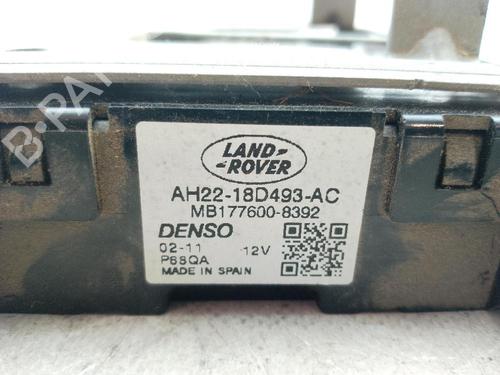 B-PARTS
LAND-
ROVER
AH22-18D493-AC
MB177600-8392
DENSO
02-11 12V
P68QA
MADE IN SPAIN